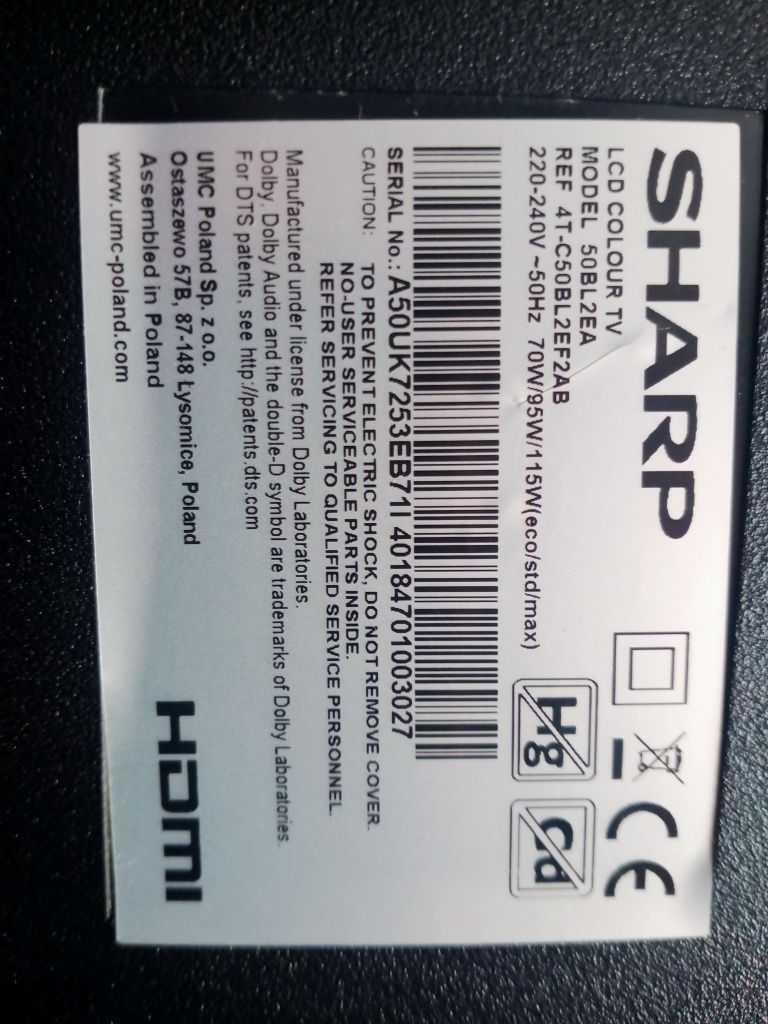 SHARP
LCD COLOUR TV
MODEL 50BL2EA
REF 4T-C50BL2EF2AB
220-240V ~50Hz 70W/95W/115W(eco/std/max)
CE
Hg
Cd
SERIAL No.: A50UK7253EB71I 401847010030​27
CAUTION: TO PREVENT ELECTRIC SHOCK, DO NOT REMOVE COVER.
NO-USER SERVICEABLE PARTS INSIDE.
REFER SERVICING TO QUALIFIED SERVICE PERSONNEL.
Manufactured under license from Dolby Laboratories.
Dolby, Dolby Audio and the double-D symbol are trademarks of Dolby Laboratories.
For DTS patents, see http://patents.dts.com
UMC Poland Sp. z o.o.
Ostaszewo 57B, 87-148 Łysomice, Poland
Assembled in Poland
www.umc-poland.com
HDMI